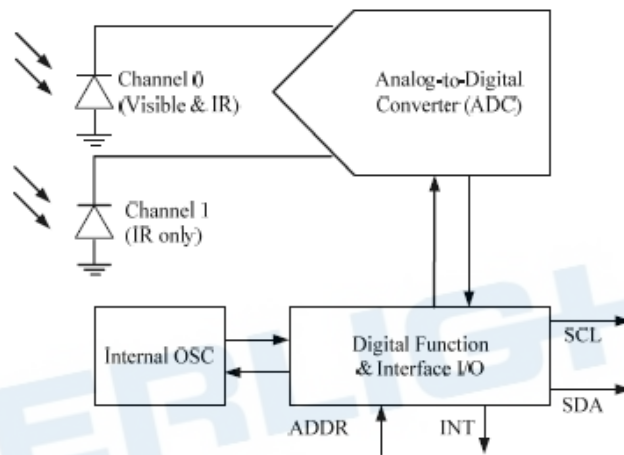 Channel 0
(Visible & IR)
Analog-to-Digital
Converter (ADC)
Channel 1
(IR only)
Internal OSC
Digital Function
& Interface I/O
SCL
SDA
ADDR
INT
ERLIGH